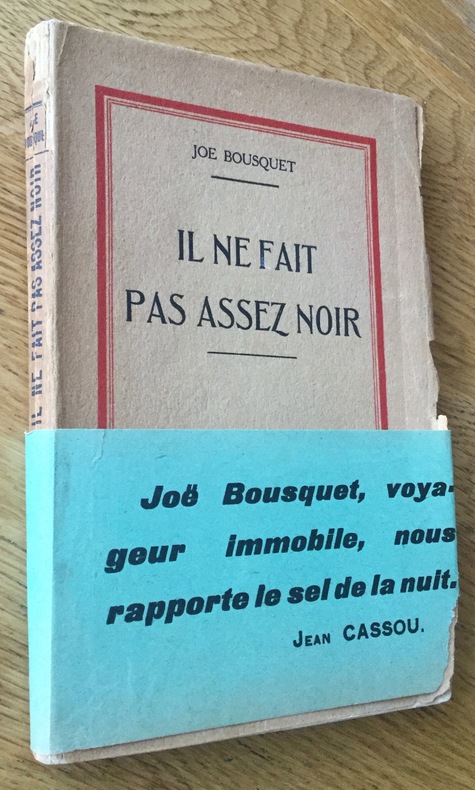 JOE BOUSQUET
IL NE FAIT
PAS ASSEZ NOIR
Joë Bousquet, voya-
geur immobile, nous
rapporte le sel de la nuit.
JEAN CASSOU.
IL NE FAIT PAS ASSEZ NOIR